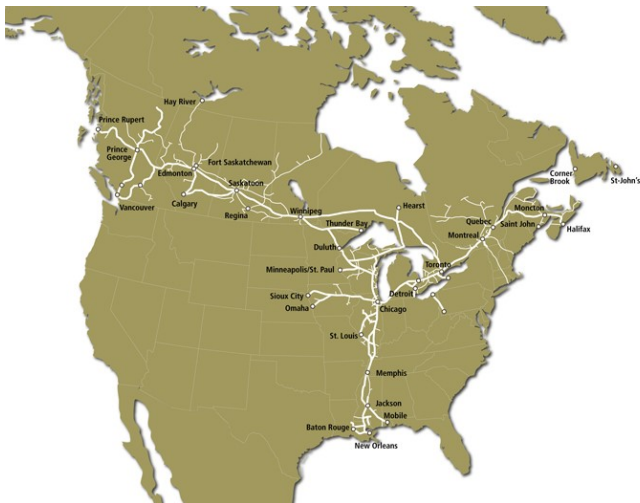 Hay River
Prince Rupert
Prince
George
Fort Saskatchewan
Edmonton
Saskatoon
Corner
Brook
St-John's
Vancouver
Calgary
Regina
Winnipeg
Hearst
Moncton
Thunder Bay
Quebec
Saint John
Halifax
Montreal
Duluth
Minneapolis/St. Paul
Toronto
Sioux City
Detroit
Omaha
Chicago
St. Louis
Memphis
Jackson
Mobile
Baton Rouge
New Orleans